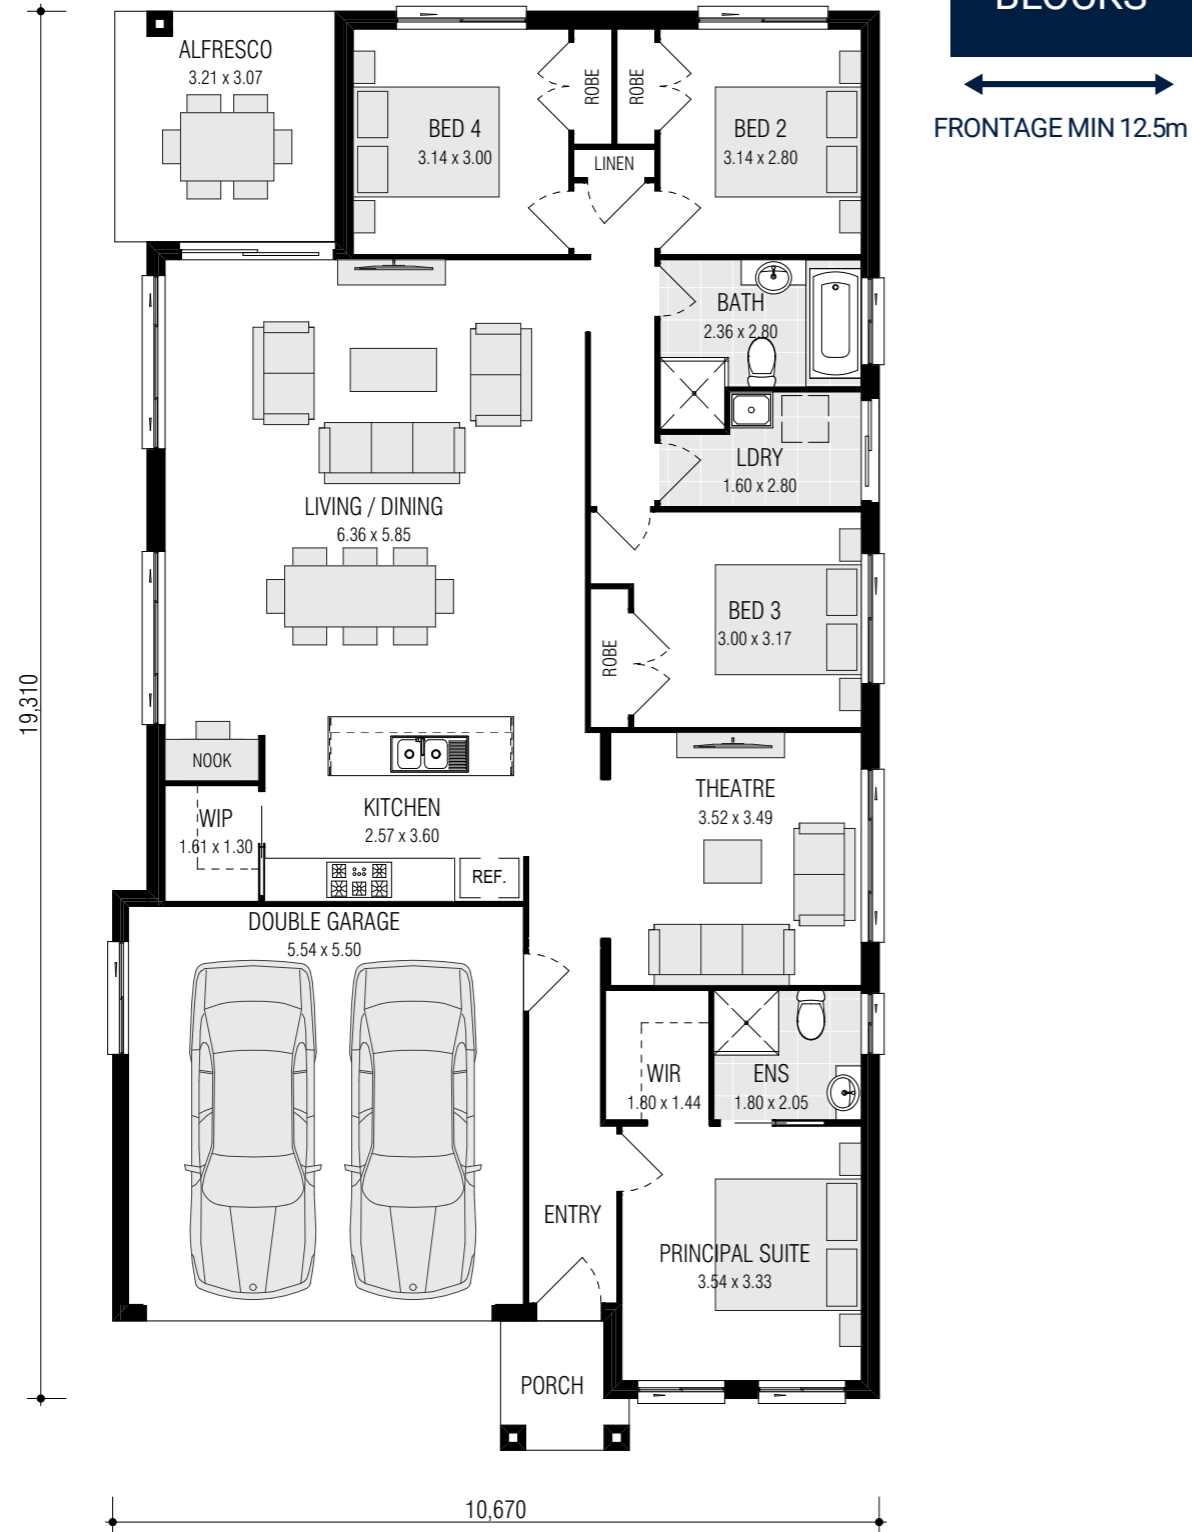 BLOCKS
FRONTAGE MIN 12.5m
ALFRESCO
3.21 x 3.07
BED 4
3.14 x 3.00
ROBE
ROBE
BED 2
3.14 x 2.80
LINEN
BATH
2.36 x 2.80
LDRY
1.60 x 2.80
LIVING / DINING
6.36 x 5.85
BED 3
3.00 x 3.17
ROBE
19,310
NOOK
WIP
1.61 x 1.30
KITCHEN
2.57 x 3.60
REF.
THEATRE
3.52 x 3.49
DOUBLE GARAGE
5.54 x 5.50
WIR
1.80 x 1.44
ENS
1.80 x 2.05
ENTRY
PRINCIPAL SUITE
3.54 x 3.33
PORCH
10,670